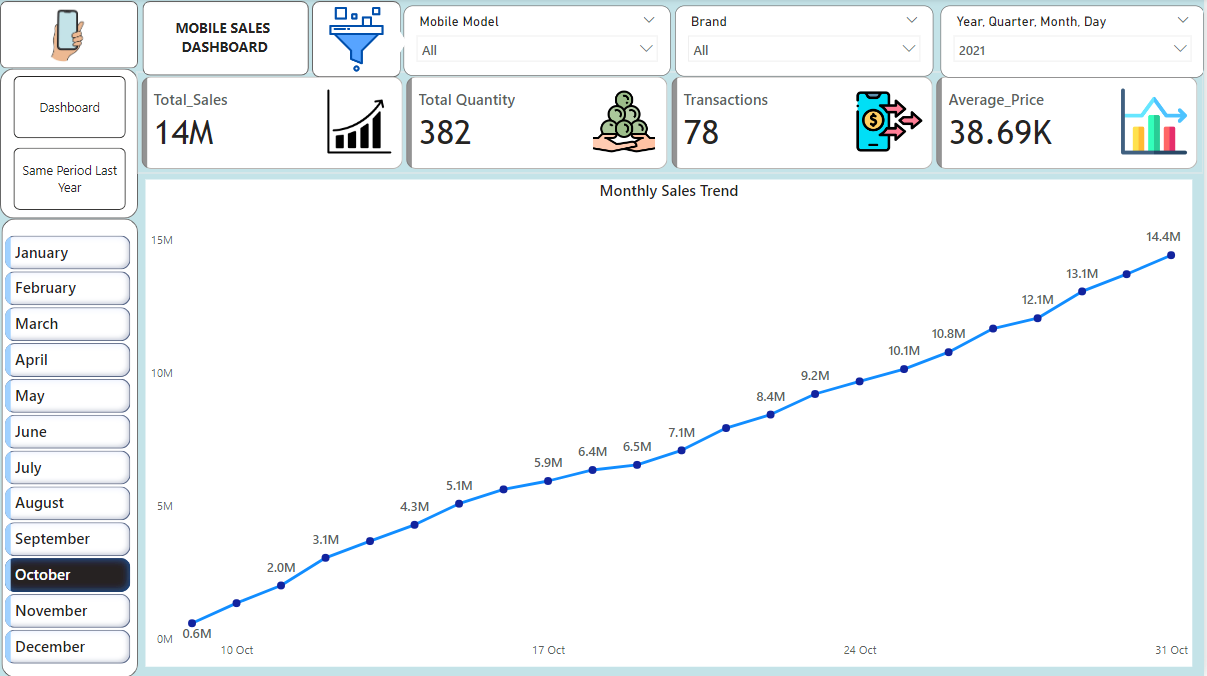 MOBILE SALES
DASHBOARD
Mobile Model
All
Brand
All
Year, Quarter, Month, Day
2021
Dashboard
Same Period Last
Year
Total_Sales
14M
Total Quantity
382
Transactions
78
$
Average_Price
38.69K
January
February
March
April
May
June
July
August
September
October
November
December
Monthly Sales Trend
15M
10M
5M
0M
0.6M
2.0M
3.1M
4.3M
5.1M
5.9M
6.4M
6.5M
7.1M
8.4M
9.2M
10.1M
10.8M
12.1M
13.1M
14.4M
10 Oct
17 Oct
24 Oct
31 Oct